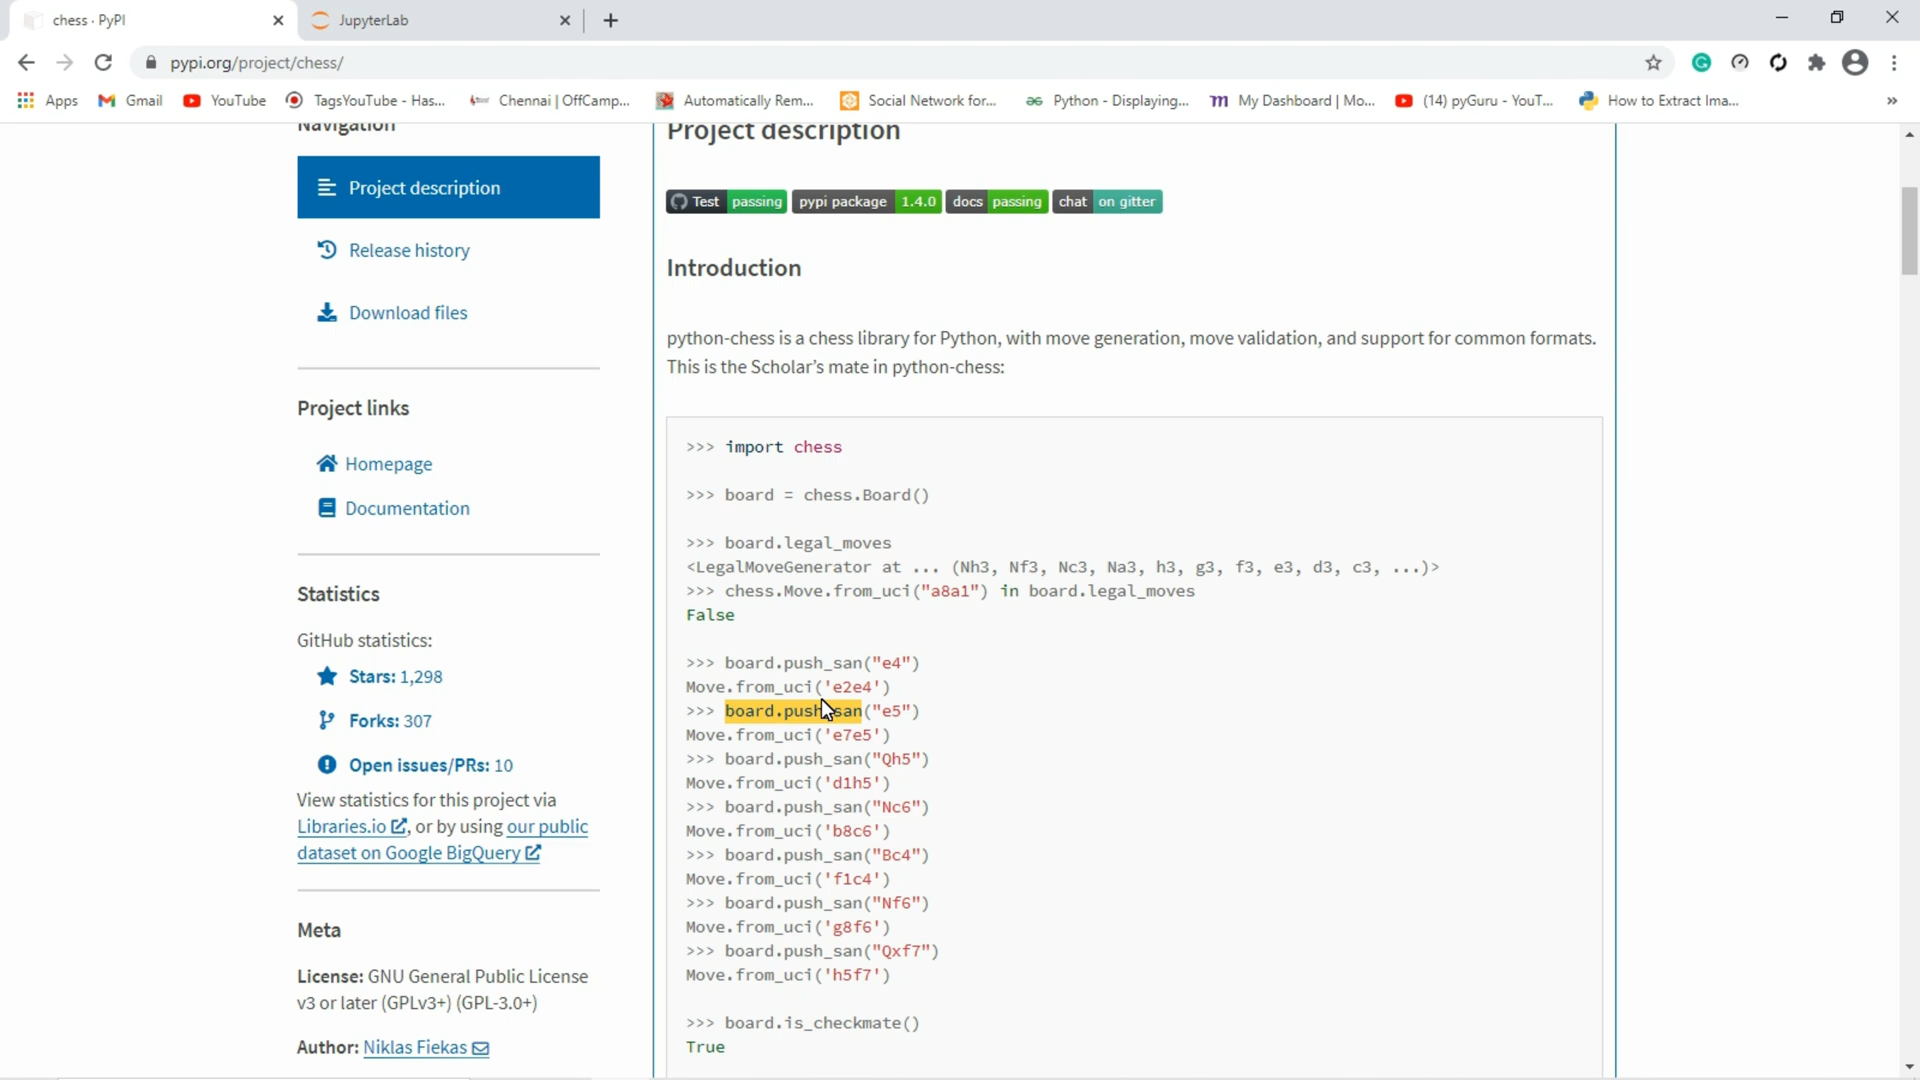 chess · PyPI
JupyterLab
pypi.org/project/chess/
Apps
Gmail
YouTube
TagsYouTube - Has...
Chennai | OffCamp...
Automatically Rem...
Social Network for...
Python - Displaying...
My Dashboard | Mo...
(14) pyGuru - YouT...
How to Extract Ima...
»
Navigation
Project description
Release history
Download files
Project links
Homepage
Documentation
Statistics
GitHub statistics:
Stars: 1,298
Forks: 307
Open issues/PRs: 10
View statistics for this project via
Libraries.io, or by using our public
dataset on Google BigQuery
Meta
License: GNU General Public License
v3 or later (GPLv3+) (GPL-3.0+)
Author: Niklas Fiekas
Project description
Test passing pypi package 1.4.0 docs passing chat on gitter
Introduction
python-chess is a chess library for Python, with move generation, move validation, and support for common formats.
This is the Scholar's mate in python-chess:
>>> import chess
>>> board = chess.Board()
>>> board.legal_moves
<LegalMoveGenerator at ... (Nh3, Nf3, Nc3, Na3, h3, g3, f3, e3, d3, c3, ...)>
>>> chess.Move.from_uci("a8a1") in board.legal_moves
False
>>> board.push_san("e4")
Move.from_uci('e2e4')
>>> board.push_san("e5")
Move.from_uci('e7e5')
>>> board.push_san("Qh5")
Move.from_uci('d1h5')
>>> board.push_san("Nc6")
Move.from_uci('b8c6')
>>> board.push_san("Bc4")
Move.from_uci('f1c4')
>>> board.push_san("Nf6")
Move.from_uci('g8f6')
>>> board.push_san("Qxf7")
Move.from_uci('h5f7')
>>> board.is_checkmate()
True